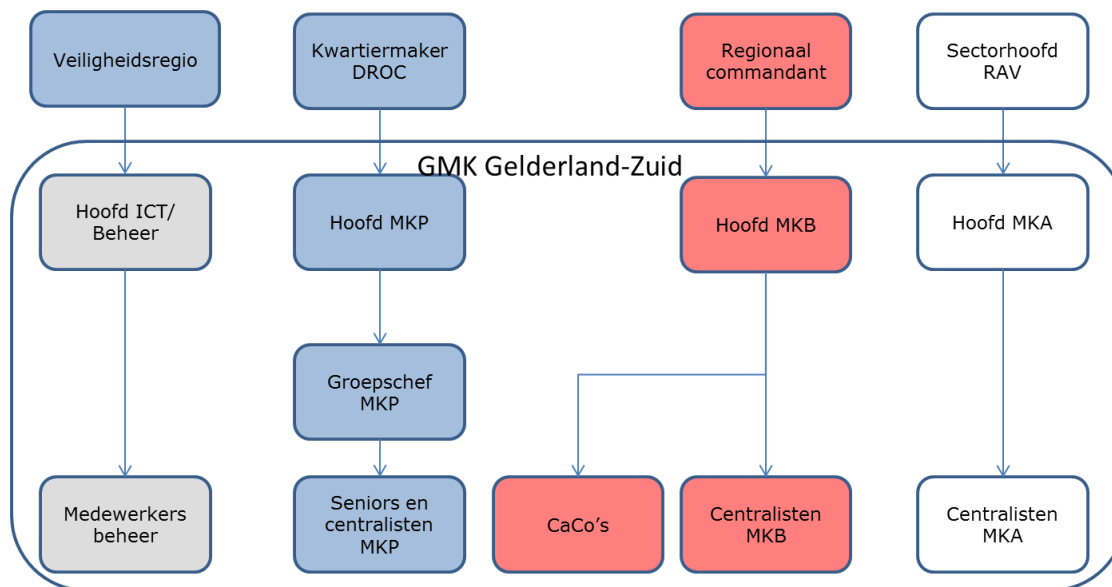 Veiligheidsregio
Kwartiermaker
DROC
Regionaal
commandant
Sectorhoofd
RAV
GMK Gelderland-Zuid
Hoofd ICT/
Beheer
Hoofd MKP
Hoofd MKB
Hoofd MKA
Groepschef
MKP
Medewerkers
beheer
Seniors en
centralisten
MKP
CaCo’s
Centralisten
MKB
Centralisten
MKA